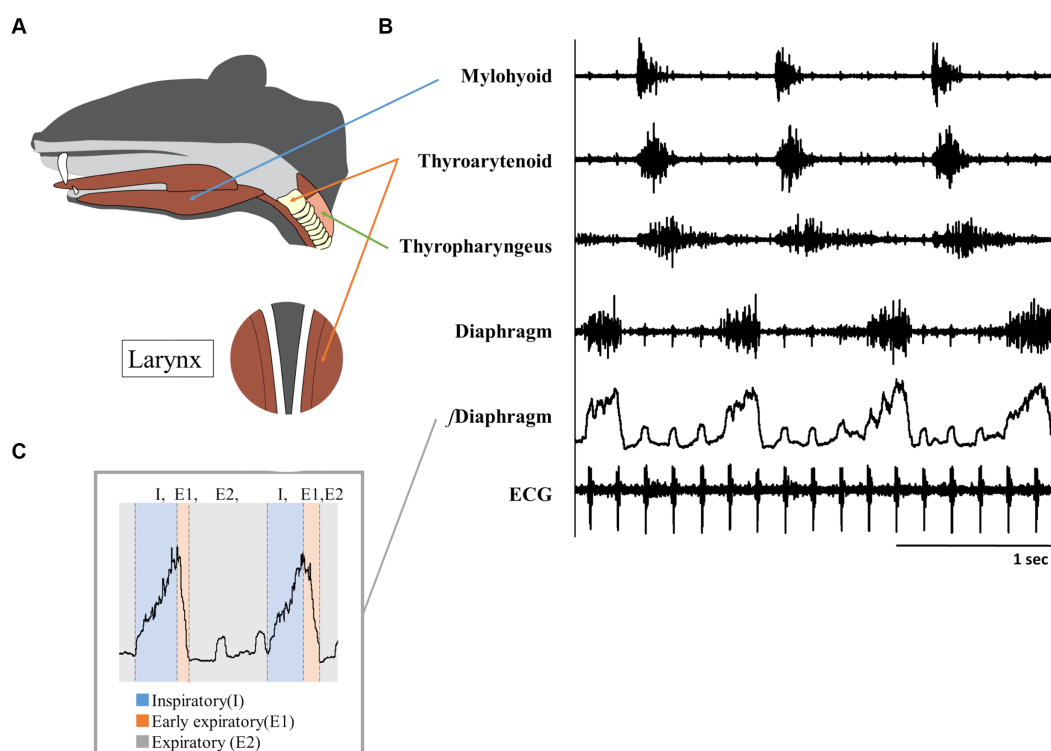 A
B
Mylohyoid
Thyroarytenoid
Thyropharyngeus
Diaphragm
Larynx
∫Diaphragm
C
I, E1, E2, I, E1,E2
ECG
1 sec
Inspiratory(I)
Early expiratory(E1)
Expiratory (E2)